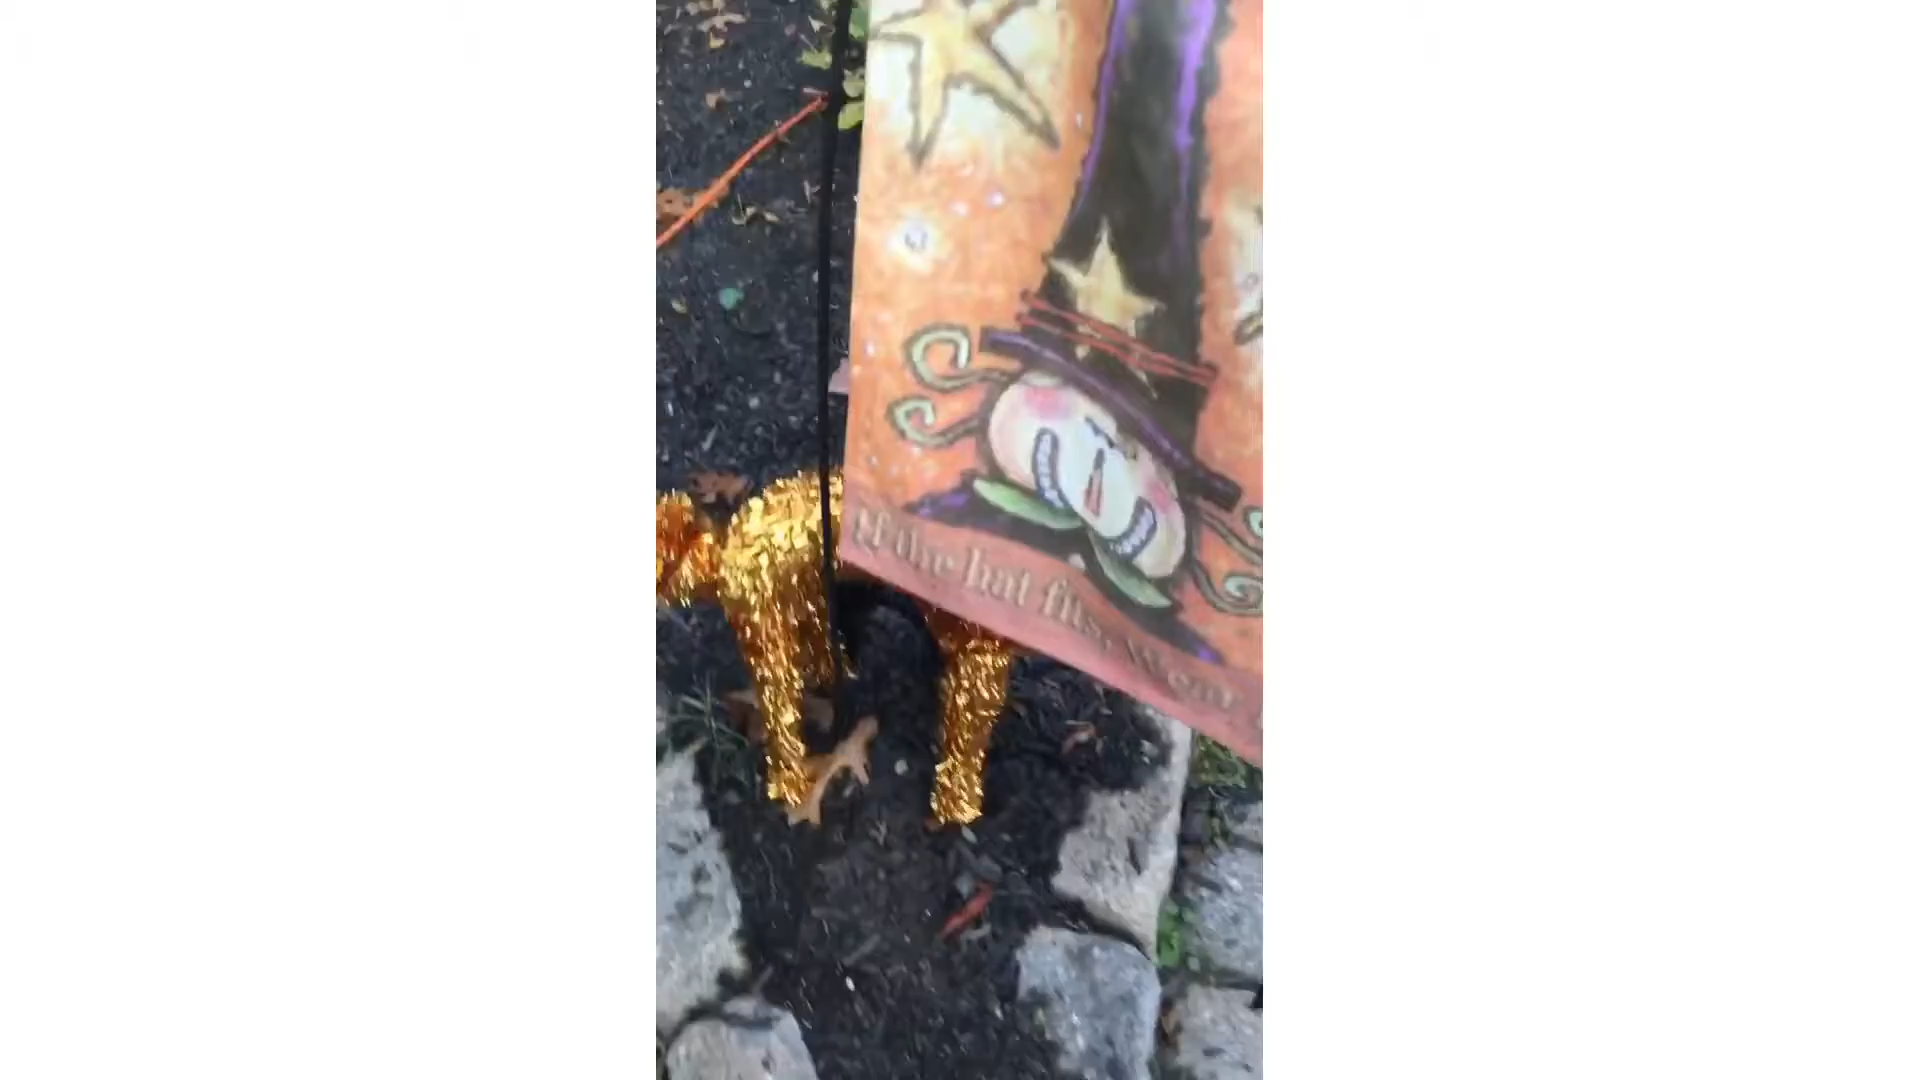 If the hat fits, wear